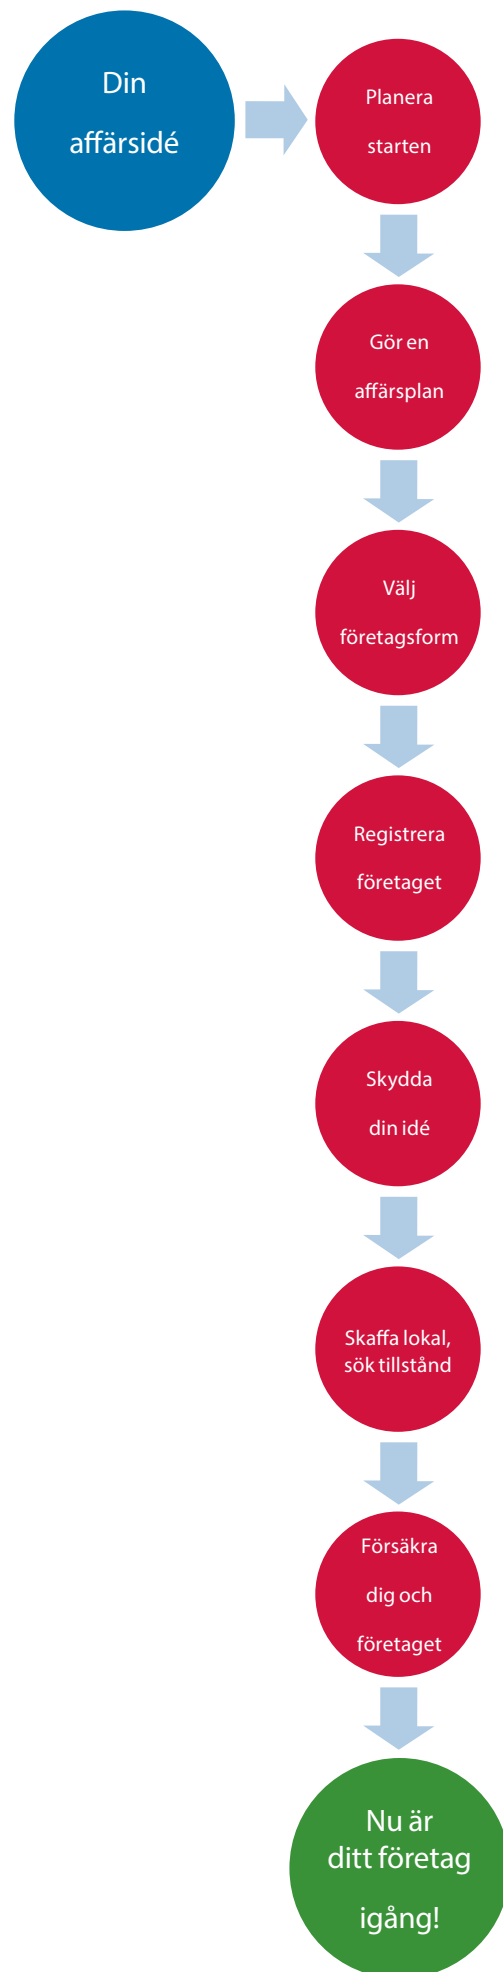 Din
affärsidé
Planera
starten
Gör en
affärsplan
Välj
företagsform
Registrera
företaget
Skydda
din idé
Skaffa lokal,
sök tillstånd
Försäkra
dig och
företaget
Nu är
ditt företag
igång!